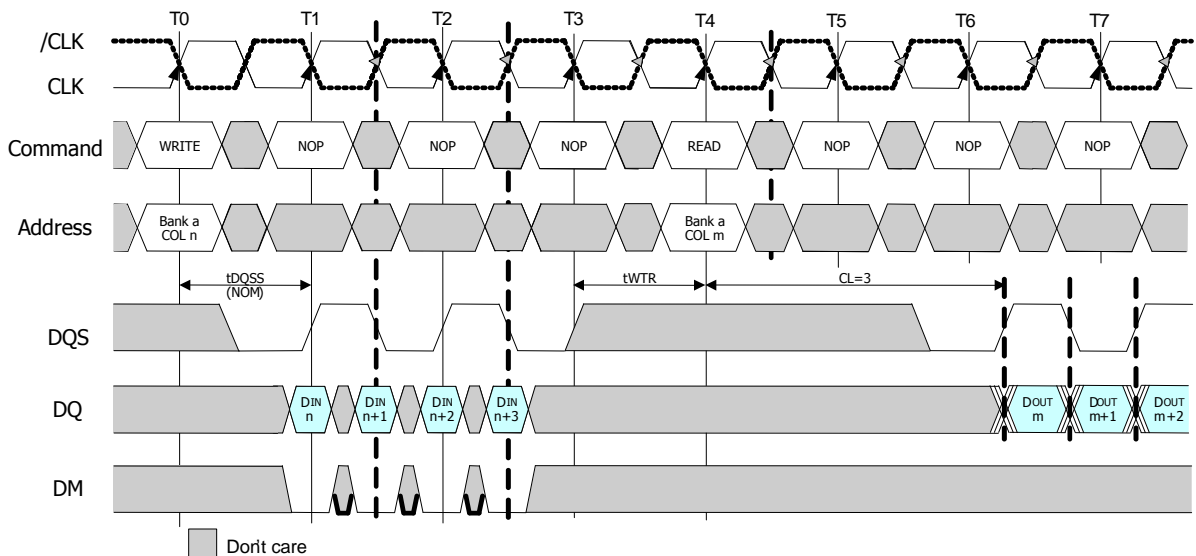 T0 T1 T2 T3 T4 T5 T6 T7
/CLK
CLK
Command WRITE NOP NOP NOP READ NOP NOP NOP
Address Bank a COL n Bank a COL m
tDQSS
(NOM)
tWTR
CL=3
DQS
DQ DIN n DIN n+1 DIN n+2 DIN n+3 DOUT m DOUT m+1 DOUT m+2
DM
Don't care